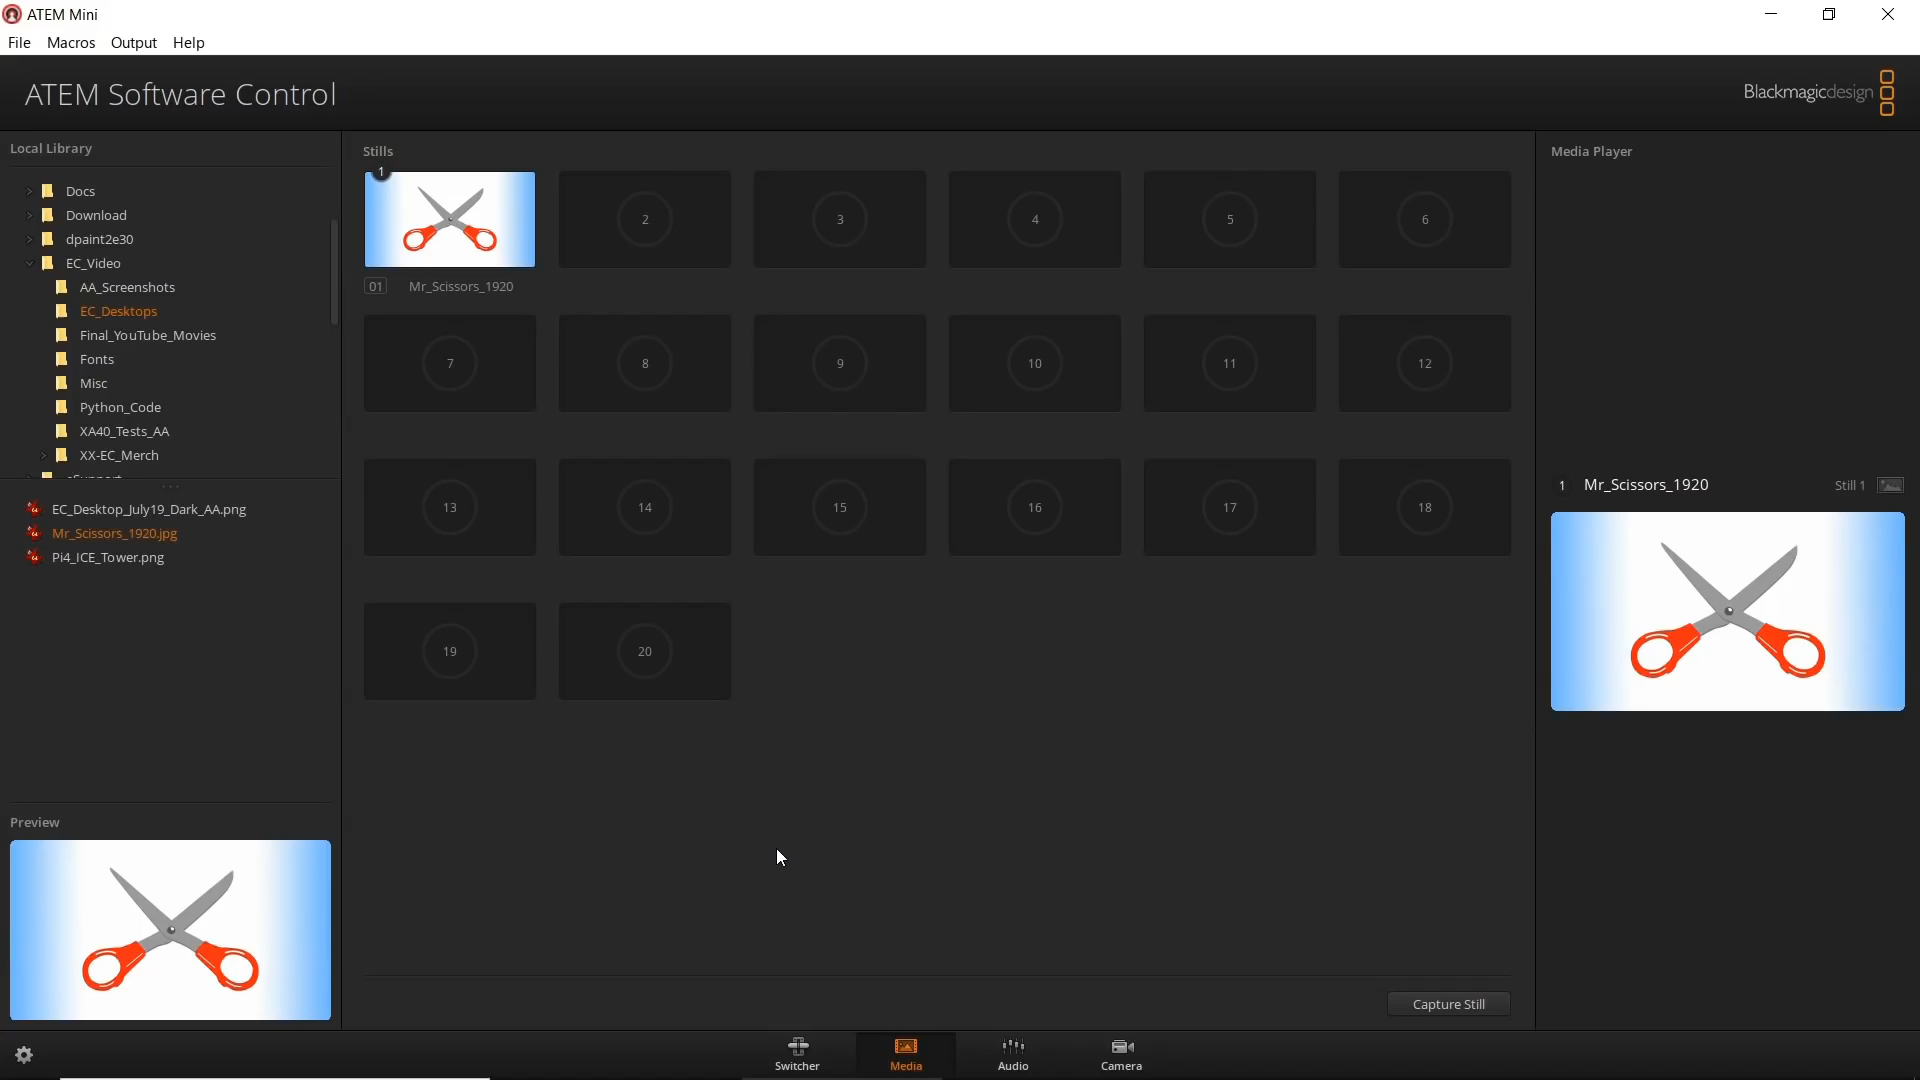 ATEM Mini
File Macros Output Help
ATEM Software Control
Blackmagicdesign
Local Library
Docs
Download
dpaint2e30
EC_Video
AA_Screenshots
EC_Desktops
Final_YouTube_Movies
Fonts
Misc
Python_Code
XA40_Tests_AA
XX-EC_Merch
EC_Desktop_July19_Dark_AA.png
Mr_Scissors_1920.jpg
Pi4_ICE_Tower.png
Preview
Stills
1
2 3 4 5 6
01 Mr_Scissors_1920
7 8 9 10 11 12
13 14 15 16 17 18
19 20
Capture Still
Media Player
1 Mr_Scissors_1920 Still 1
Switcher Media Audio Camera